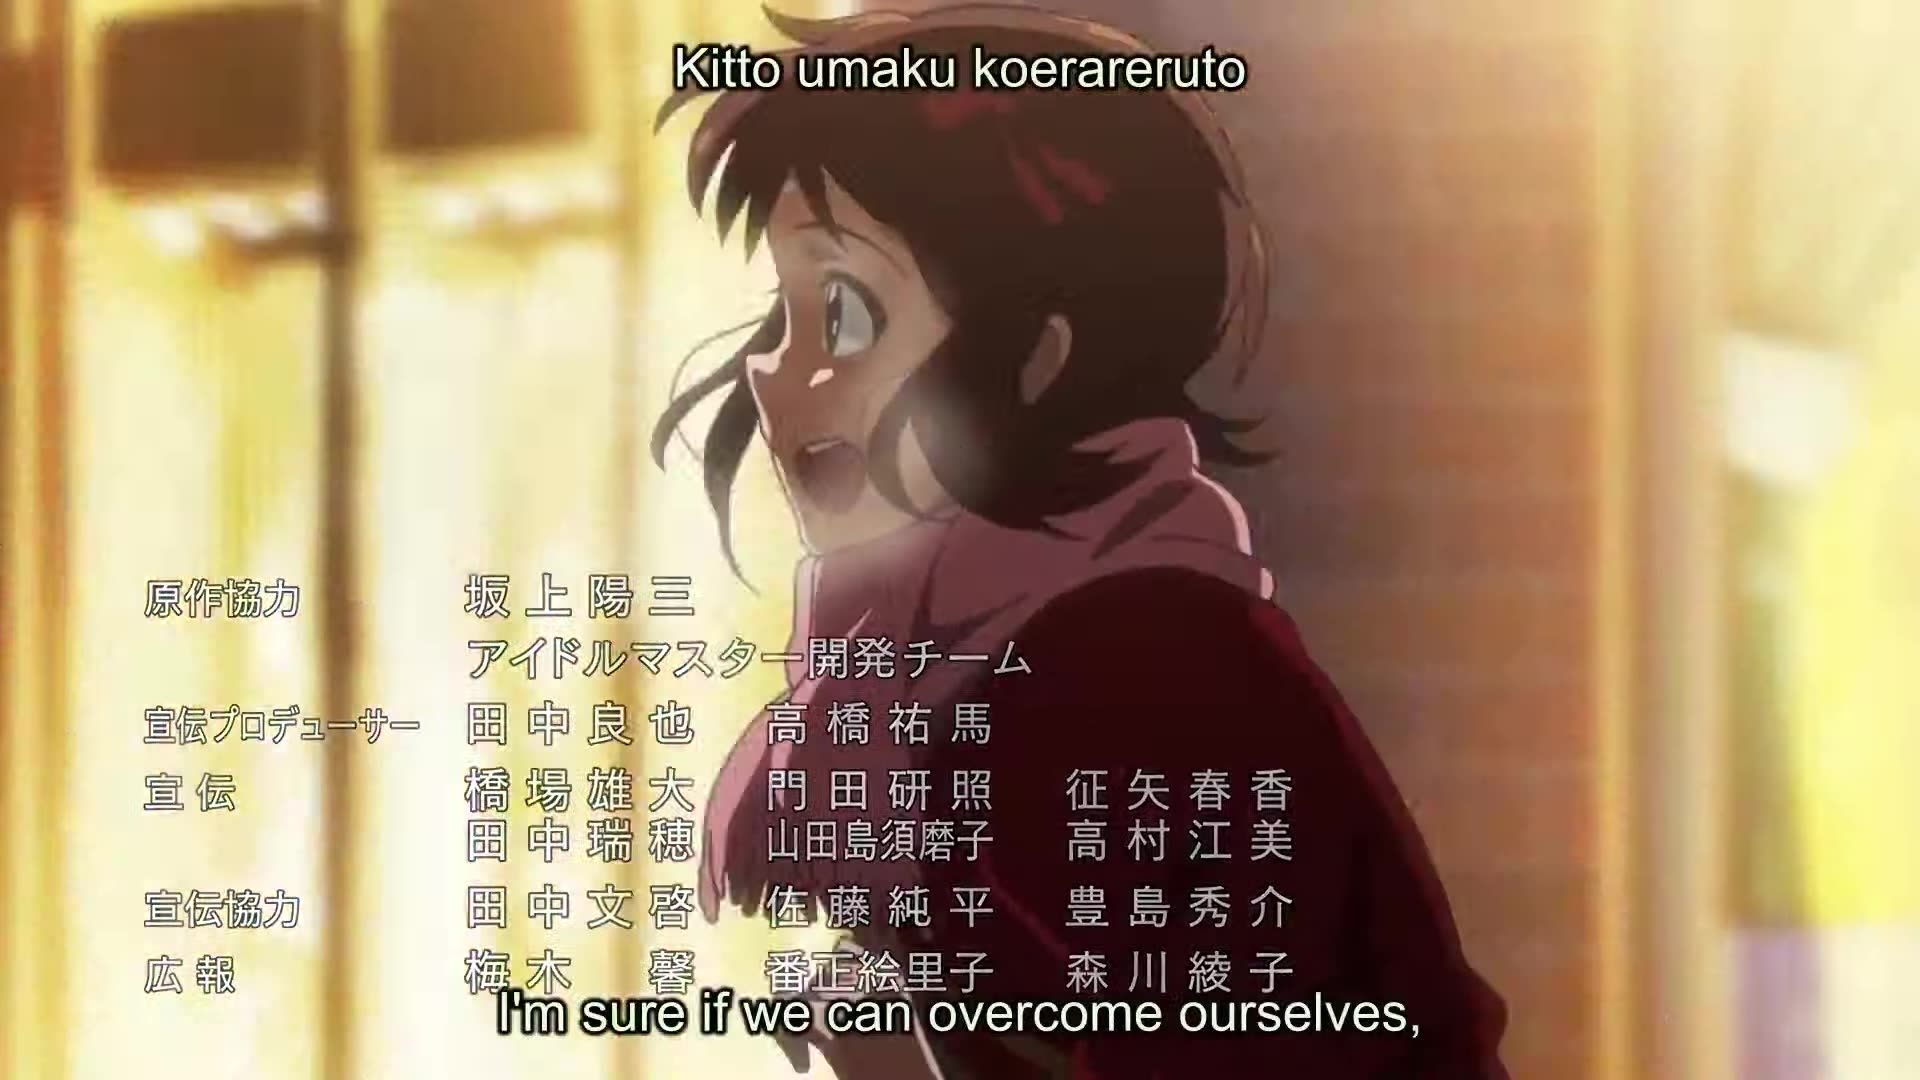 Kitto umaku koerareruto
原作協力 坂上陽三
アイドルマスター開発チーム
宣伝プロデューサー 田中良也 高橋祐馬
宣伝 橋場雄大 門田研照 征矢春香
田中瑞穂 山田島須磨子 高村江美
宣伝協力 田中文啓 佐藤純平 豊島秀介
広報 梅木馨 番正絵里子 森川綾子
I'm sure if we can overcome ourselves,